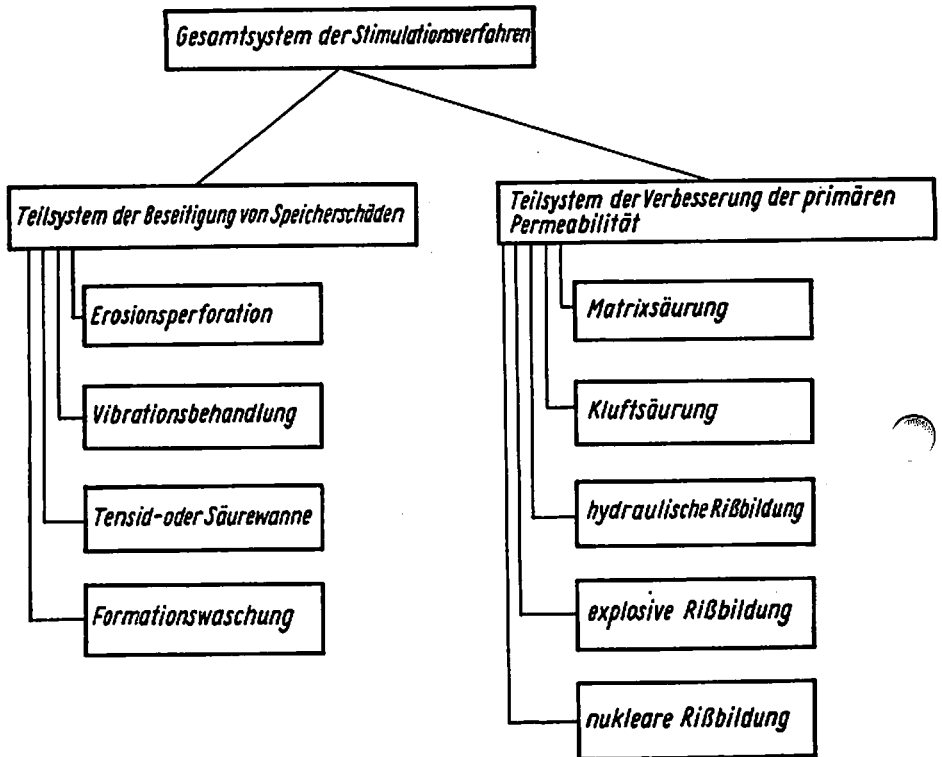 Gesamtsystem der Stimulationsverfahren
Teilsystem der Beseitigung von Speicherschäden
Erosionsperforation
Vibrationsbehandlung
Tensid-oder Säurewanne
Formationswaschung
Teilsystem der Verbesserung der primären
Permeabilität
Matrixsäurung
Kluftsäurung
hydraulische Rißbildung
explosive Rißbildung
nukleare Rißbildung